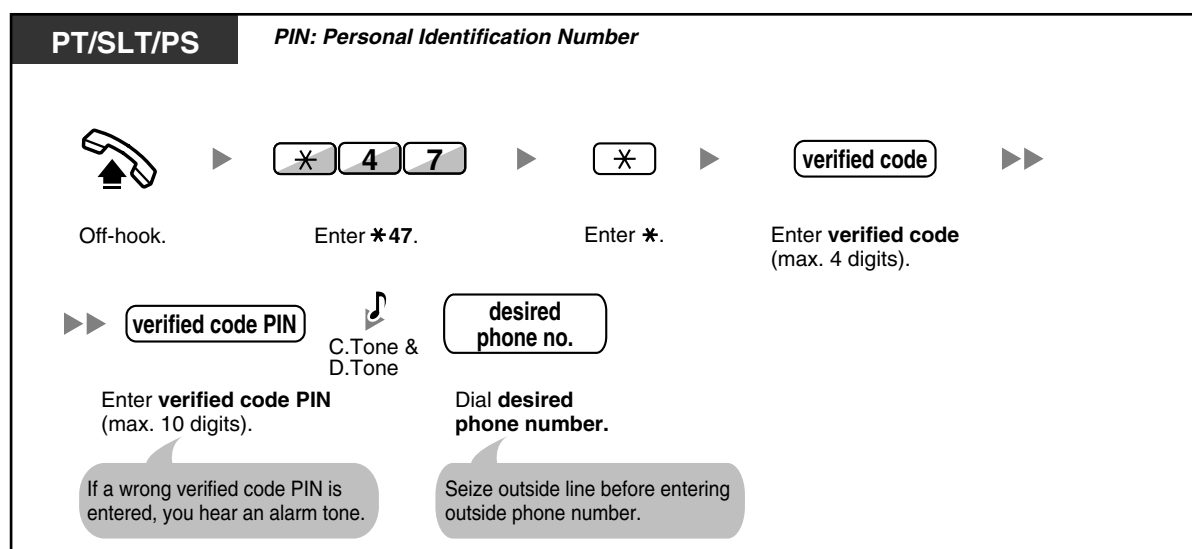 PT/SLT/PS
PIN: Personal Identification Number
* 4 7
*
verified code
Off-hook.
Enter *47.
Enter *.
Enter verified code
(max. 4 digits).
verified code PIN
C.Tone &
D.Tone
desired
phone no.
Enter verified code PIN
(max. 10 digits).
Dial desired
phone number.
If a wrong verified code PIN is
entered, you hear an alarm tone.
Seize outside line before entering
outside phone number.